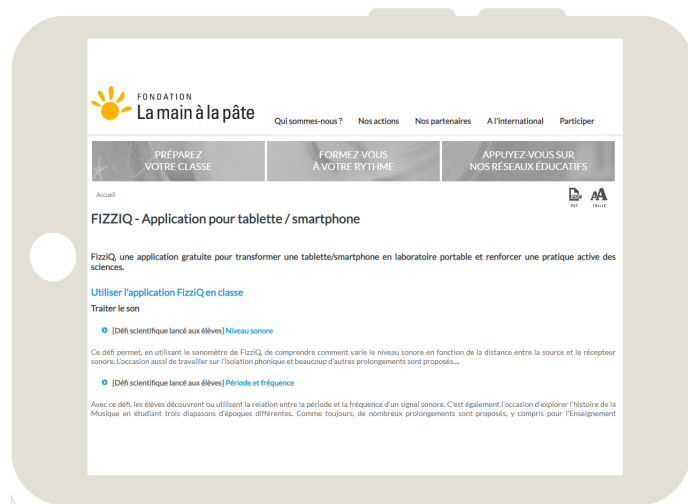 FONDATION
La main à la pâte
Qui sommes-nous ? Nos actions Nos partenaires A l'international Participer
PRÉPAREZ
VOTRE CLASSE
FORMEZ-VOUS
À VOTRE RYTHME
APPUYEZ-VOUS SUR
NOS RÉSEAUX ÉDUCATIFS
Accueil
PDF TAILLE
FIZZIQ - Application pour tablette / smartphone
FizziQ, une application gratuite pour transformer une tablette/smartphone en laboratoire portable et renforcer une pratique active des
sciences.
Utiliser l'application FizziQ en classe
Traiter le son
[Défi scientifique lancé aux élèves] Niveau sonore
Ce défi permet, en utilisant le sonomètre de FizziQ, de comprendre comment varie le niveau sonore en fonction de la distance entre la source et le récepteur
sonore. L'occasion aussi de travailler sur l'isolation phonique et beaucoup d'autres prolongements sont proposés....
[Défi scientifique lancé aux élèves] Période et fréquence
Avec ce défi, les élèves découvrent ou utilisent la relation entre la période et la fréquence d'un signal sonore. C'est également l'occasion d'explorer l'histoire de la
Musique en étudiant trois diapasons d'époques différentes. Comme toujours, de nombreux prolongements sont proposés, y compris pour l'Enseignement